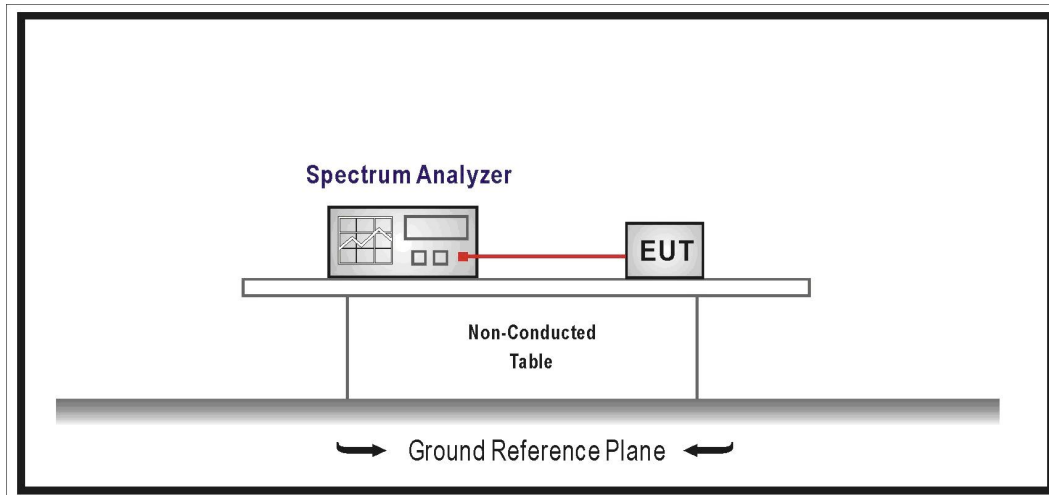 Spectrum Analyzer
EUT
Non-Conducted
Table
Ground Reference Plane